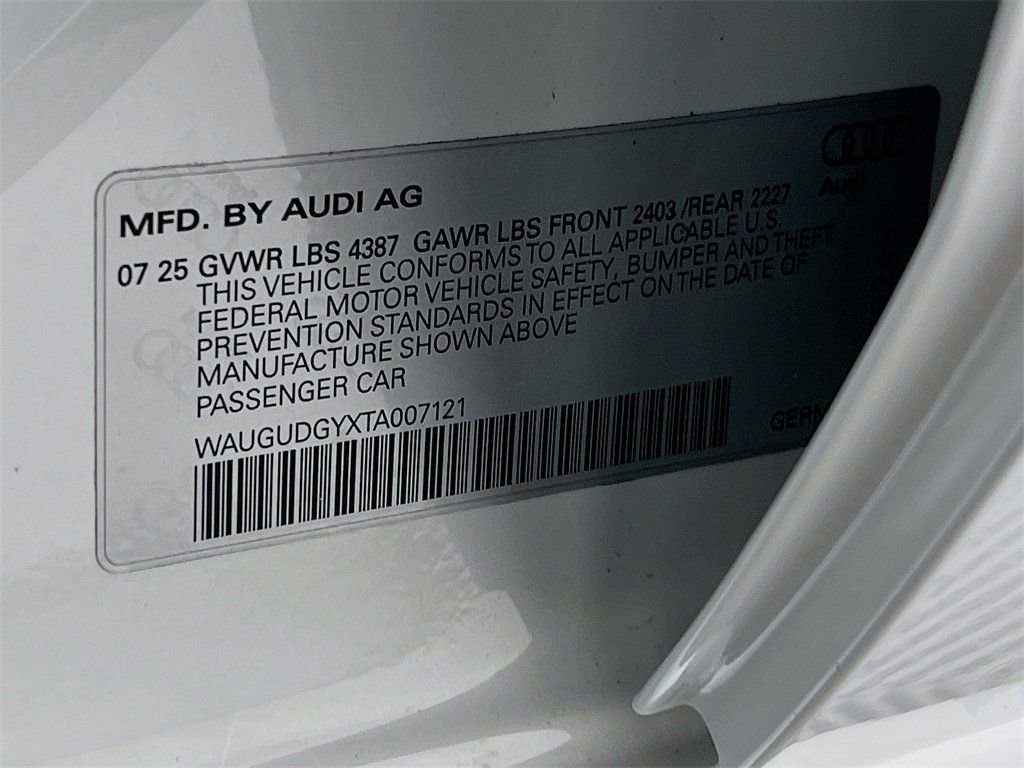 MFD. BY AUDI AG
Audi
07 25 GVWR LBS 4387 GAWR LBS FRONT 2403 /REAR 2227
THIS VEHICLE CONFORMS TO ALL APPLICABLE U.S.
FEDERAL MOTOR VEHICLE SAFETY, BUMPER AND THEFT
PREVENTION STANDARDS IN EFFECT ON THE DATE OF
MANUFACTURE SHOWN ABOVE
PASSENGER CAR
WAUGUDGYXTA007121